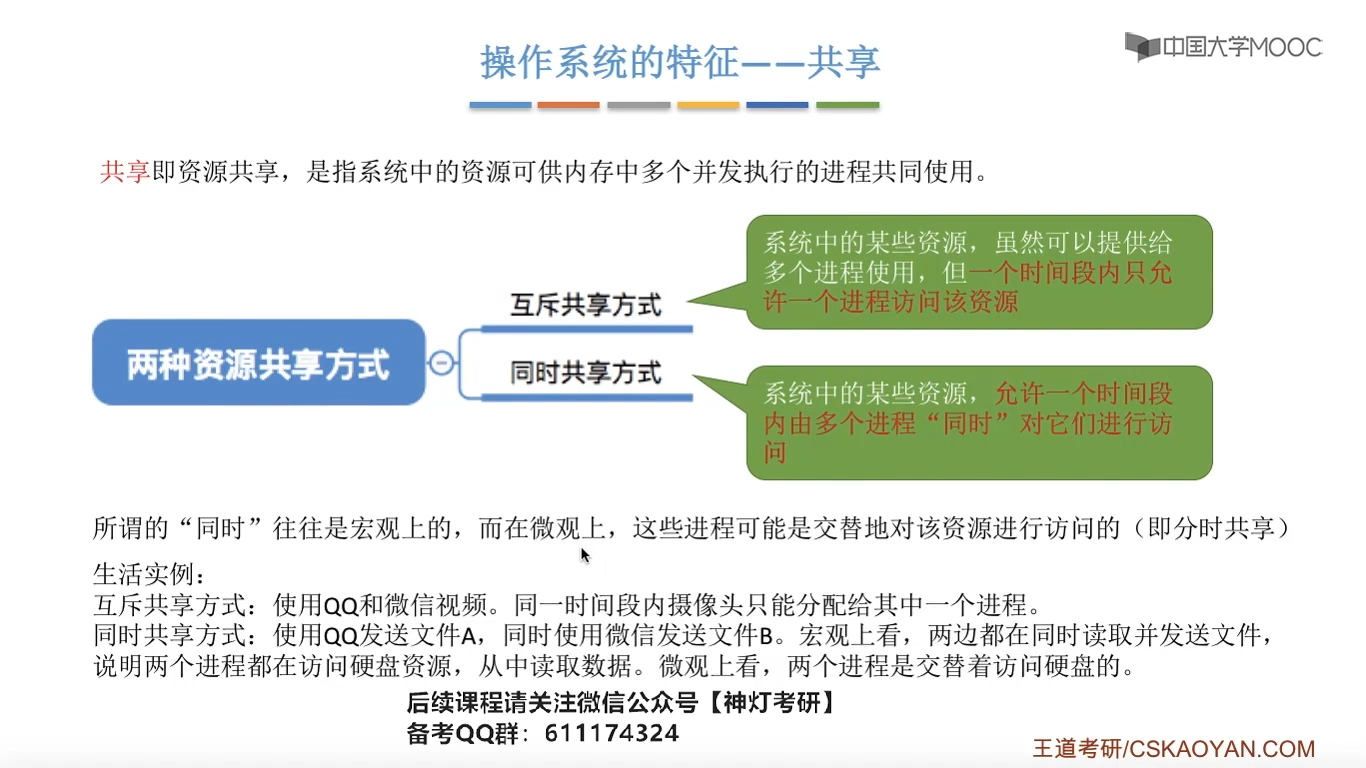 操作系统的特征——共享
中国大学MOOC
共享即资源共享，是指系统中的资源可供内存中多个并发执行的进程共同使用。
系统中的某些资源，虽然可以提供给
多个进程使用，但一个时间段内只允
许一个进程访问该资源
互斥共享方式
两种资源共享方式
同时共享方式
系统中的某些资源，允许一个时间段
内由多个进程“同时”对它们进行访
问
所谓的“同时”往往是宏观上的，而在微观上，这些进程可能是交替地对该资源进行访问的（即分时共享）
生活实例：
互斥共享方式：使用QQ和微信视频。同一时间段内摄像头只能分配给其中一个进程。
同时共享方式：使用QQ发送文件A，同时使用微信发送文件B。宏观上看，两边都在同时读取并发送文件，
说明两个进程都在访问硬盘资源，从中读取数据。微观上看，两个进程是交替着访问硬盘的。
后续课程请关注微信公众号【神灯考研】
备考QQ群：611174324
王道考研/CSKAOYAN.COM